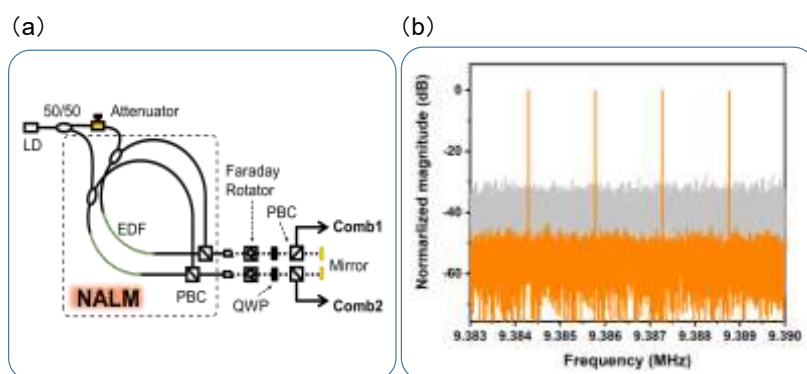 (a)
50/50
Attenuator
LD
Faraday
Rotator
PBC
Comb1
EDF
Mirror
NALM
PBC
QWP
Comb2
(b)
Normarlized magnitude (dB)
0
-20
-40
-60
9.383 9.384 9.385 9.386 9.387 9.388 9.389 9.390
Frequency (MHz)